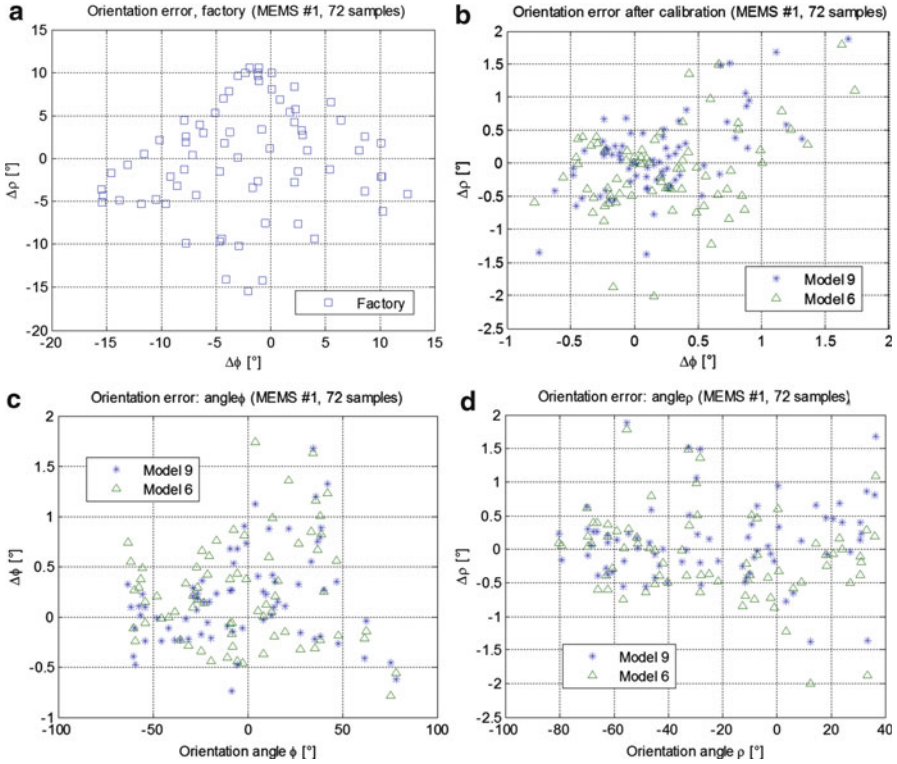 a
Orientation error, factory (MEMS #1, 72 samples)
15
10
5
0
-5
-10
-15
-20
Δρ [°]
Factory
-20 -15 -10 -5 0 5 10 15
Δϕ [°]
b
Orientation error after calibration (MEMS #1, 72 samples)
2
1.5
1
0.5
0
-0.5
-1
-1.5
-2
-2.5
Δρ [°]
Model 9
Model 6
-1 -0.5 0 0.5 1 1.5 2
Δϕ [°]
c
Orientation error: angleϕ (MEMS #1, 72 samples)
2
1.5
1
0.5
0
-0.5
-1
Δϕ [°]
Model 9
Model 6
-100 -50 0 50 100
Orientation angle ϕ [°]
d
Orientation error: angleρ (MEMS #1, 72 samples)
2
1.5
1
0.5
0
-0.5
-1
-1.5
-2
-2.5
Δρ [°]
Model 9
Model 6
-100 -80 -60 -40 -20 0 20 40
Orientation angle ρ [°]